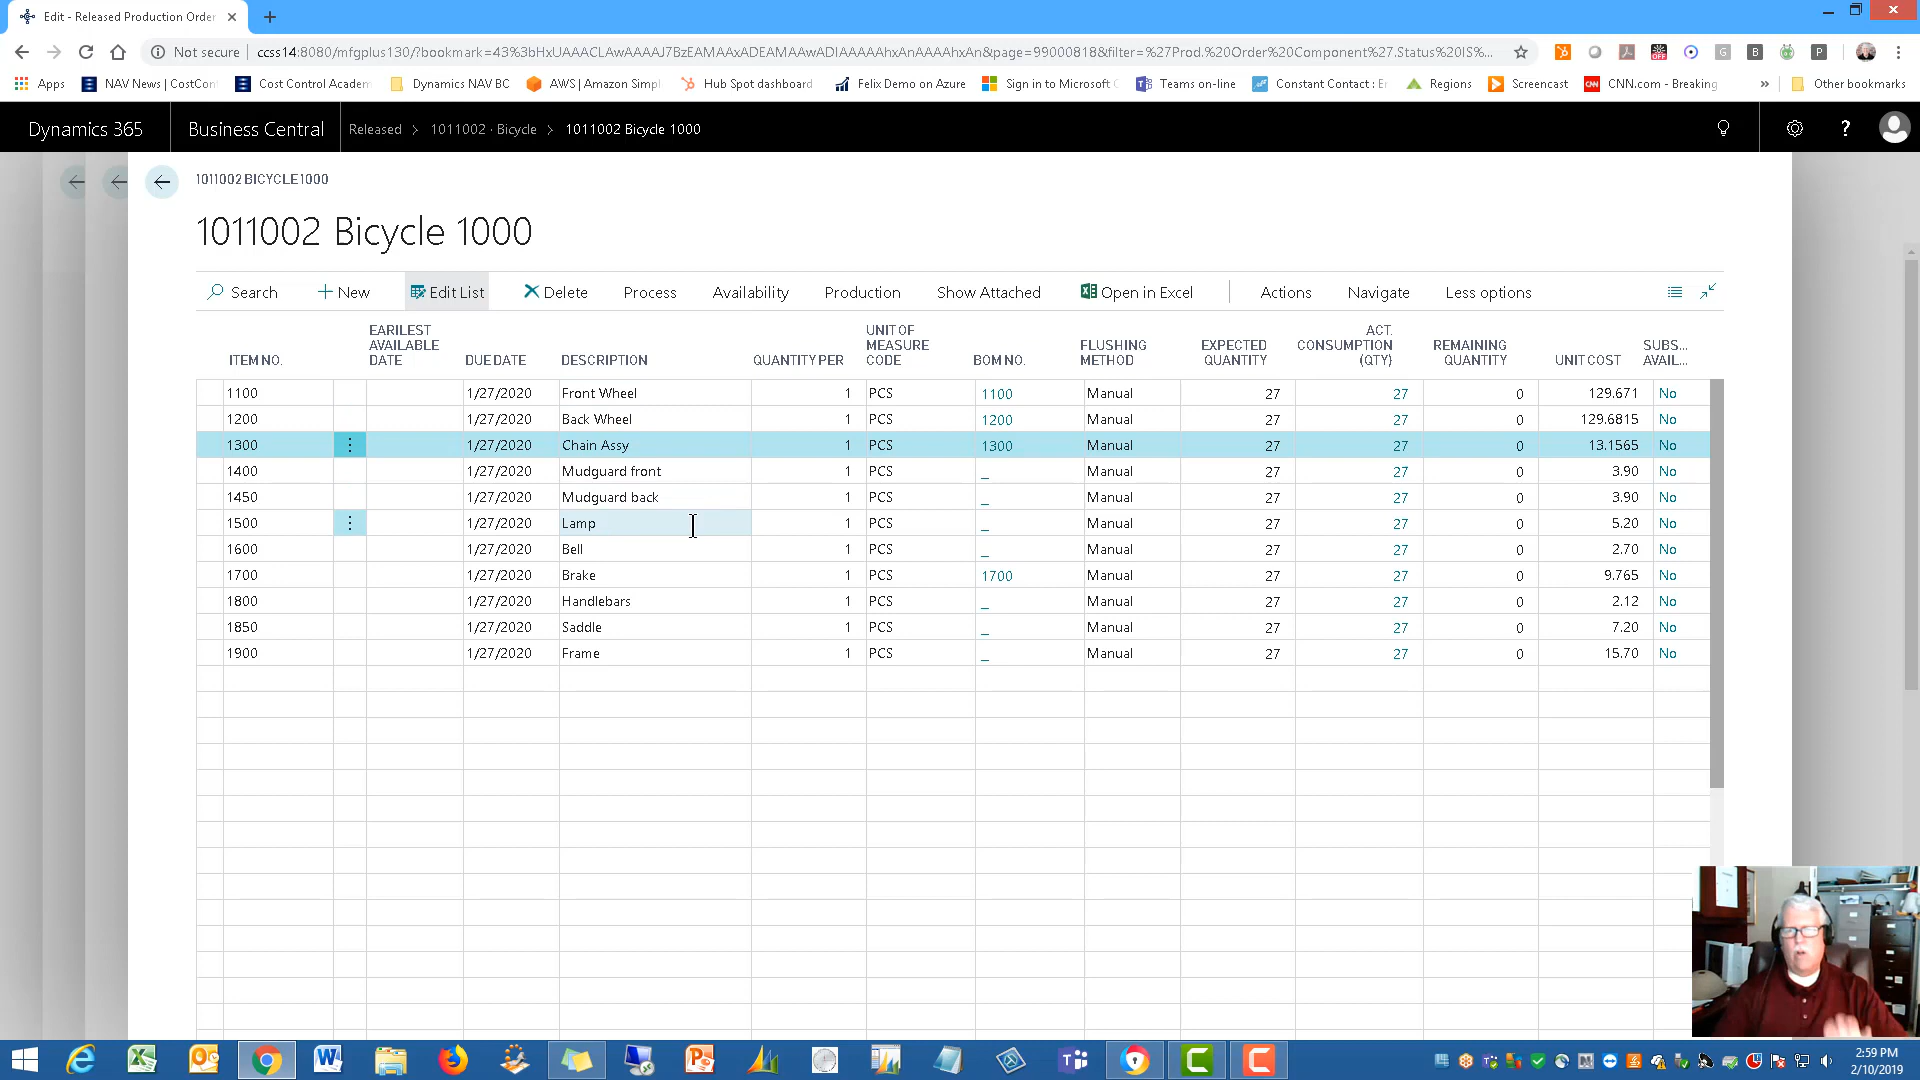 Edit - Released Production Order
Not secure ccss14:8080/mfgplus130/?bookmark=43%3bHxUAAACLAwAAAAJ7BzEAMAAxADEAMAAwADIAAAAAhxAnAAAAhxAn&page=99000818&filter=%27Prod.%20Order%20Component%27.Status%20IS%...
Apps NAV News | CostCon Cost Control Academ Dynamics NAV BC AWS | Amazon Simpl Hub Spot dashboard Felix Demo on Azure Sign in to Microsoft Teams on-line Constant Contact : Er Regions Screencast CNN.com - Breaking » Other bookmarks
Dynamics 365 Business Central Released > 1011002 · Bicycle > 1011002 Bicycle 1000 ?
1011002 BICYCLE 1000
1011002 Bicycle 1000
Search + New Edit List Delete Process Availability Production Show Attached Open in Excel Actions Navigate Less options
ITEM NO. EARILEST AVAILABLE DATE DUE DATE DESCRIPTION QUANTITY PER UNIT OF MEASURE CODE BOM NO. FLUSHING METHOD EXPECTED QUANTITY ACT. CONSUMPTION (QTY) REMAINING QUANTITY UNIT COST SUBS... AVAIL...
1100 1/27/2020 Front Wheel 1 PCS 1100 Manual 27 27 0 129.671 No
1200 1/27/2020 Back Wheel 1 PCS 1200 Manual 27 27 0 129.6815 No
1300 1/27/2020 Chain Assy 1 PCS 1300 Manual 27 27 0 13.1565 No
1400 1/27/2020 Mudguard front 1 PCS _ Manual 27 27 0 3.90 No
1450 1/27/2020 Mudguard back 1 PCS _ Manual 27 27 0 3.90 No
1500 1/27/2020 Lamp 1 PCS _ Manual 27 27 0 5.20 No
1600 1/27/2020 Bell 1 PCS _ Manual 27 27 0 2.70 No
1700 1/27/2020 Brake 1 PCS 1700 Manual 27 27 0 9.765 No
1800 1/27/2020 Handlebars 1 PCS _ Manual 27 27 0 2.12 No
1850 1/27/2020 Saddle 1 PCS _ Manual 27 27 0 7.20 No
1900 1/27/2020 Frame 1 PCS _ Manual 27 27 0 15.70 No
2:59 PM
2/10/2019